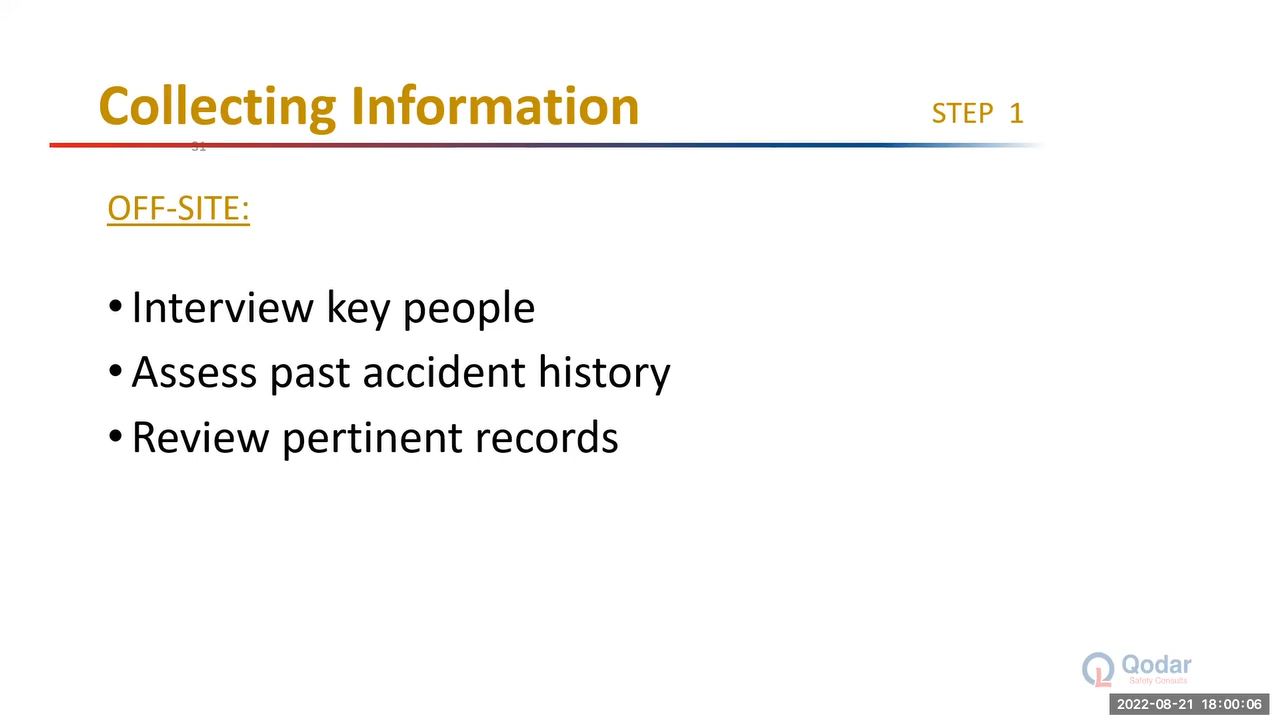 Collecting Information
STEP 1
31
OFF-SITE:
• Interview key people
• Assess past accident history
• Review pertinent records
Qodar
Safety Consults
2022-08-21 18:00:06